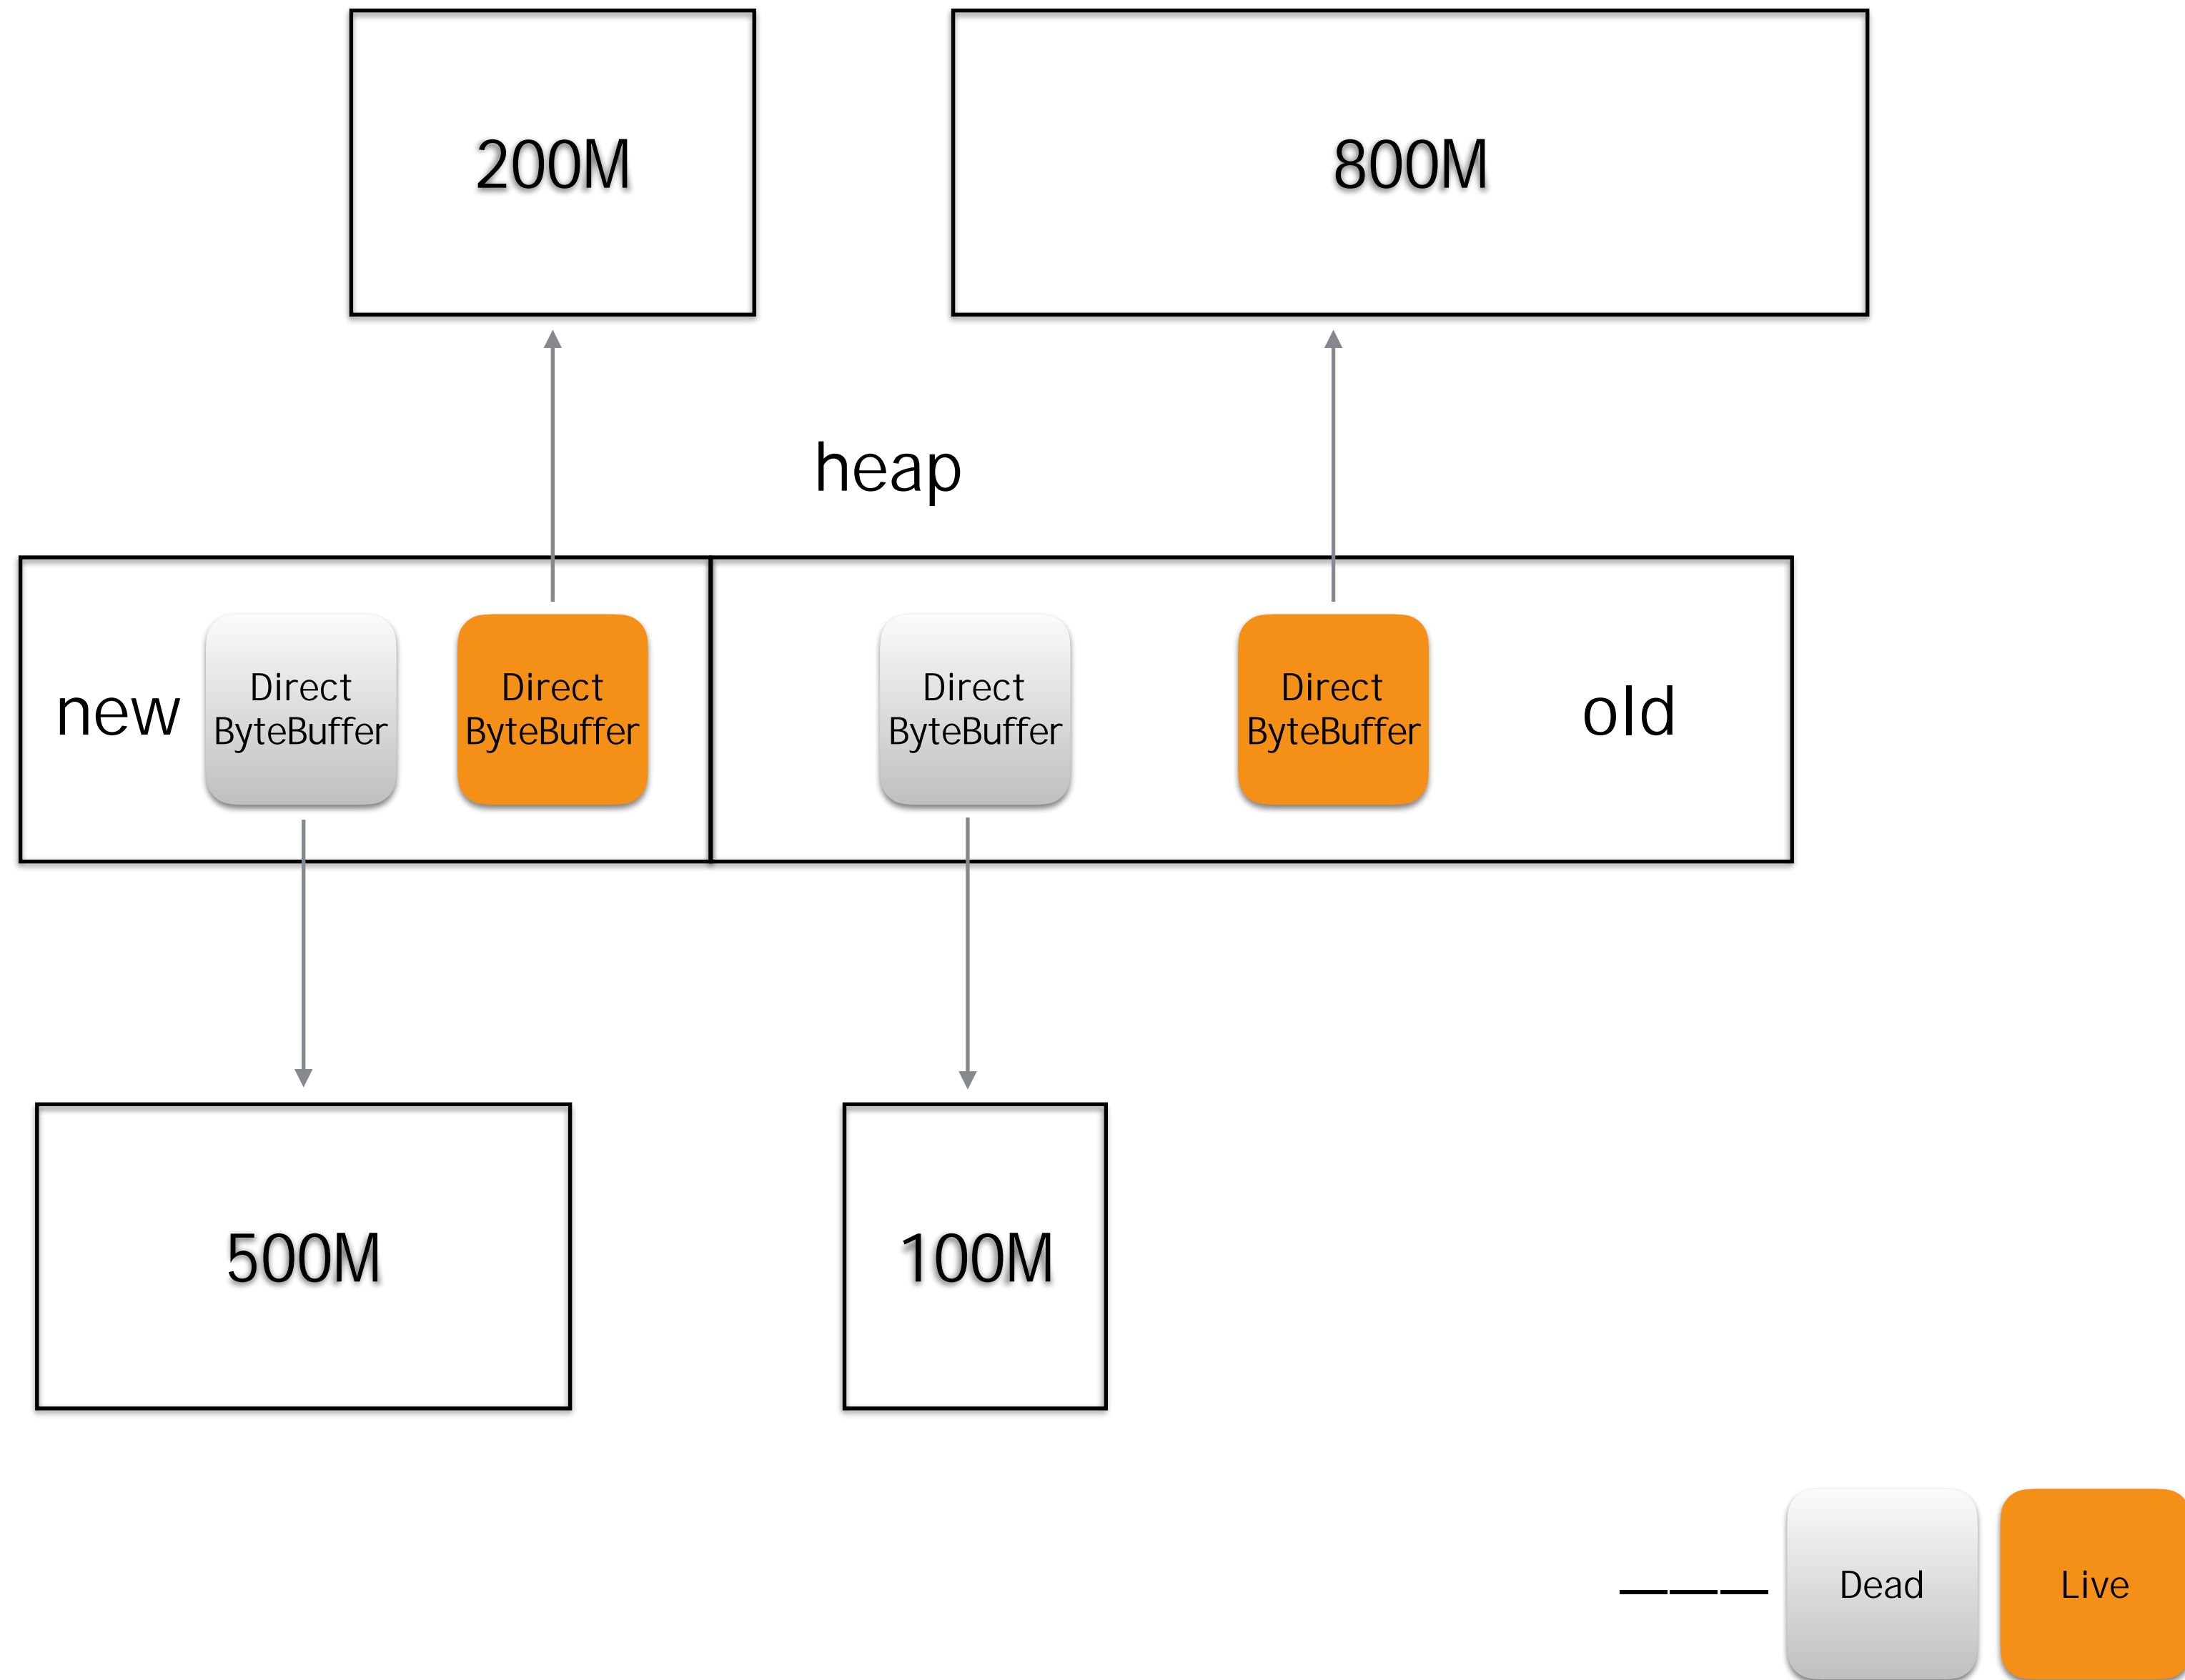 200M
800M
heap
new
Direct
ByteBuffer
Direct
ByteBuffer
Direct
ByteBuffer
Direct
ByteBuffer
old
500M
100M
Dead
Live